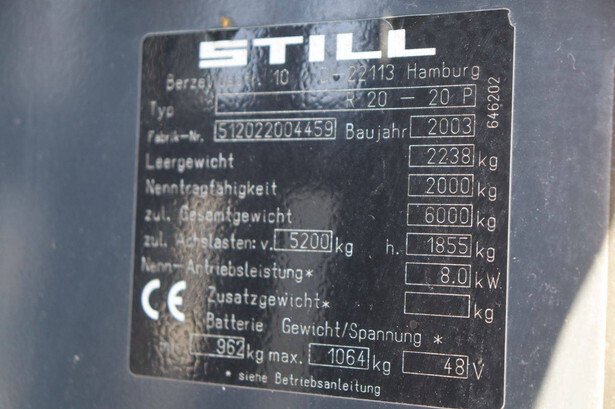 STILL
10 22113 Hamburg
Typ R 20 - 20 P
Fabrik-Nr. 512022004459 Baujahr 2003
Leergewicht 2238 kg
Nenntragfähigkeit 2000 kg
zul. Gesamtgewicht 6000 kg
zul. Achslasten: v. 5200 kg h. 1855 kg
Nenn-Antriebsleistung* 8.0 kW
CE Zusatzgewicht* kg
Batterie Gewicht/Spannung *
962 kg max. 1064 kg 48 V
* siehe Betriebsanleitung
646202